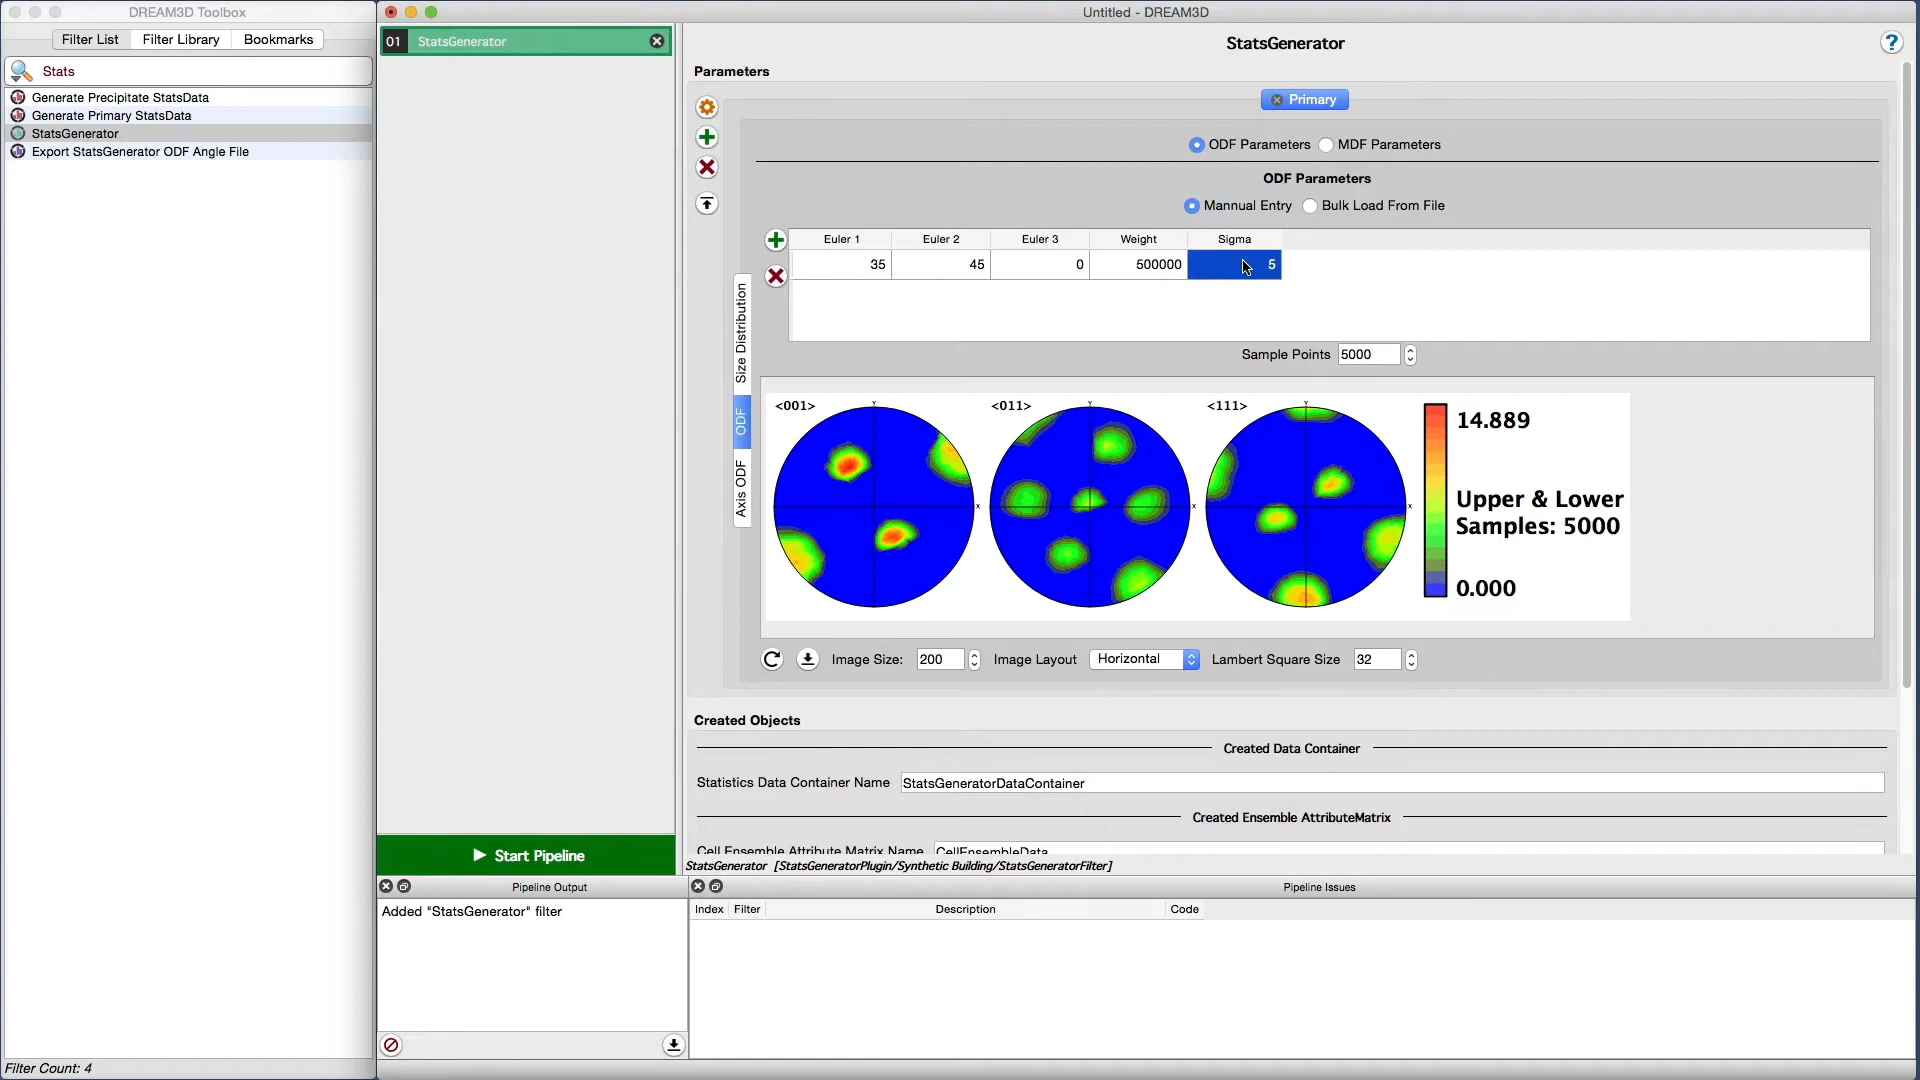 DREAM3D Toolbox
Filter List Filter Library Bookmarks
Stats
Generate Precipitate StatsData
Generate Primary StatsData
StatsGenerator
Export StatsGenerator ODF Angle File
Filter Count: 4
Untitled - DREAM3D
01 StatsGenerator
StatsGenerator
?
Parameters
Primary
ODF Parameters MDF Parameters
ODF Parameters
Mannual Entry Bulk Load From File
Euler 1 Euler 2 Euler 3 Weight Sigma
35 45 0 500000 5
Size Distribution
ODF
Axis ODF
Sample Points 5000
<001> Y X
<011> Y X
<111> Y X
14.889
Upper & Lower
Samples: 5000
0.000
Image Size: 200 Image Layout Horizontal Lambert Square Size 32
Created Objects
Created Data Container
Statistics Data Container Name StatsGeneratorDataContainer
Created Ensemble AttributeMatrix
Cell Ensemble Attribute Matrix Name CellEnsembleData
StatsGenerator [StatsGeneratorPlugin/Synthetic Building/StatsGeneratorFilter]
Start Pipeline
Pipeline Output
Added "StatsGenerator" filter
Pipeline Issues
Index Filter Description Code